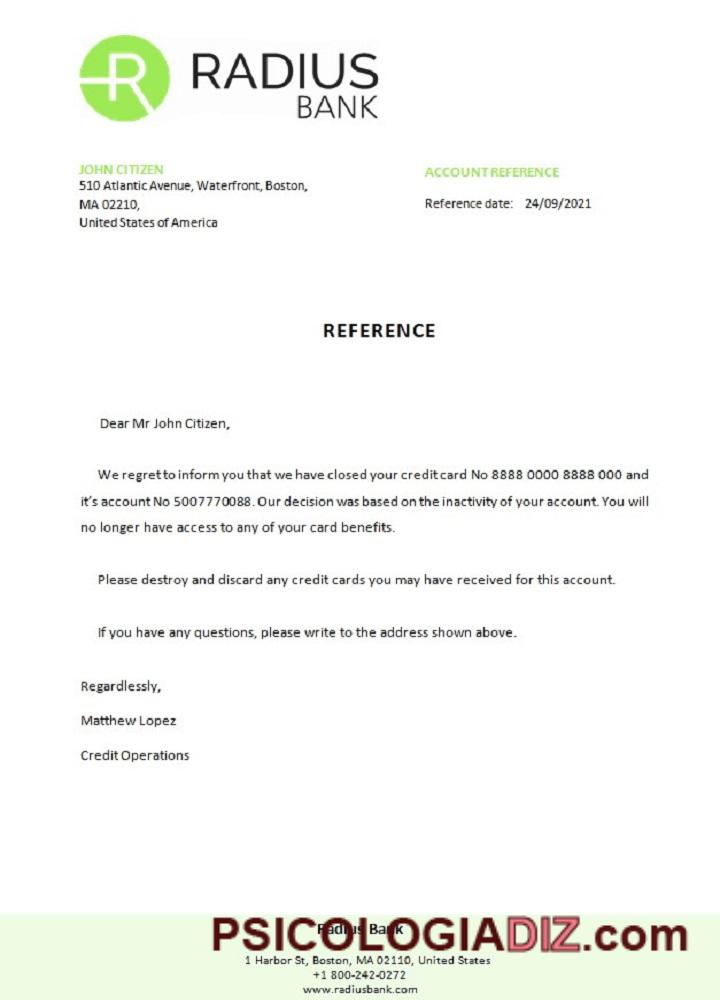 RADIUS
BANK
JOHN CITIZEN
510 Atlantic Avenue, Waterfront, Boston,
MA 02210,
United States of America
ACCOUNT REFERENCE
Reference date: 24/09/2021
REFERENCE
Dear Mr John Citizen,
We regret to inform you that we have closed your credit card No 8888 0000 8888 000 and
it's account No 5007770088. Our decision was based on the inactivity of your account. You will
no longer have access to any of your card benefits.
Please destroy and discard any credit cards you may have received for this account.
If you have any questions, please write to the address shown above.
Regardlessly,
Matthew Lopez
Credit Operations
Radius Bank
PSICOLOGIADIZ.com
1 Harbor St, Boston, MA 02110, United States
+1 800-242-0272
www.radiusbank.com